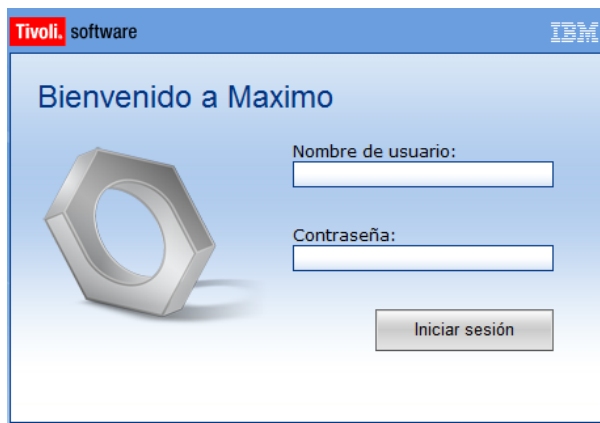 Tivoli. software
IBM
Bienvenido a Maximo
Nombre de usuario:
Contraseña:
Iniciar sesión